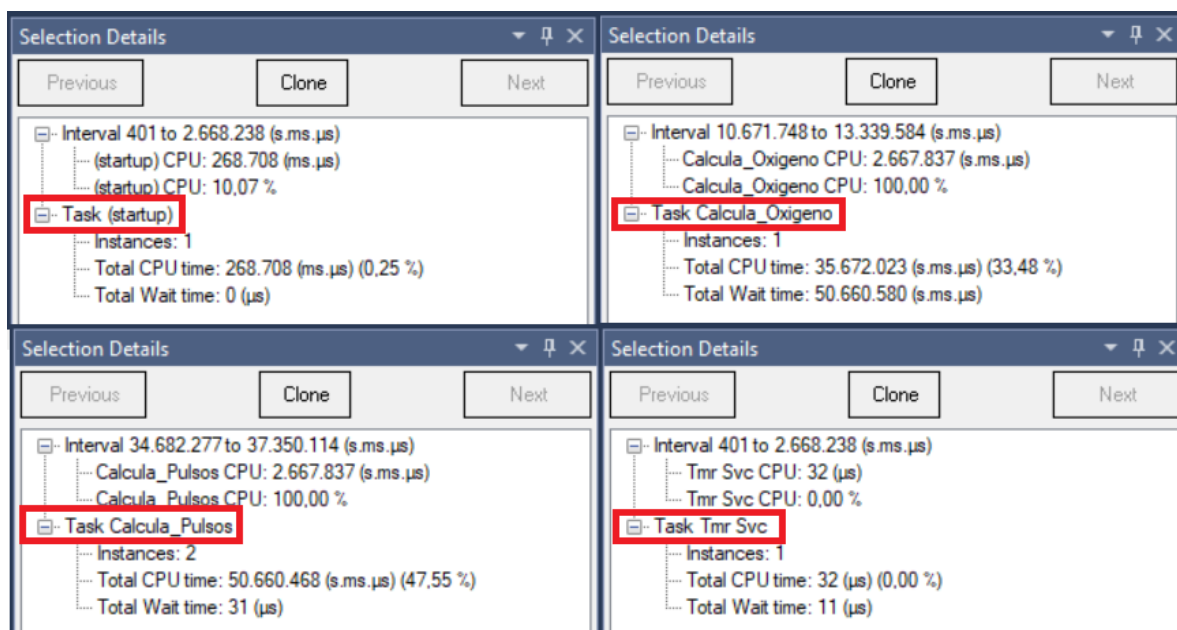 Selection Details
Previous Clone Next
Interval 401 to 2.668.238 (s.ms.µs)
(startup) CPU: 268.708 (ms.µs)
(startup) CPU: 10,07 %
Task (startup)
Instances: 1
Total CPU time: 268.708 (ms.µs) (0,25 %)
Total Wait time: 0 (µs)
Selection Details
Previous Clone Next
Interval 10.671.748 to 13.339.584 (s.ms.µs)
Calcula_Oxigeno CPU: 2.667.837 (s.ms.µs)
Calcula_Oxigeno CPU: 100,00 %
Task Calcula_Oxigeno
Instances: 1
Total CPU time: 35.672.023 (s.ms.µs) (33,48 %)
Total Wait time: 50.660.580 (s.ms.µs)
Selection Details
Previous Clone Next
Interval 34.682.277 to 37.350.114 (s.ms.µs)
Calcula_Pulsos CPU: 2.667.837 (s.ms.µs)
Calcula_Pulsos CPU: 100,00 %
Task Calcula_Pulsos
Instances: 2
Total CPU time: 50.660.468 (s.ms.µs) (47,55 %)
Total Wait time: 31 (µs)
Selection Details
Previous Clone Next
Interval 401 to 2.668.238 (s.ms.µs)
Tmr Svc CPU: 32 (µs)
Tmr Svc CPU: 0,00 %
Task Tmr Svc
Instances: 1
Total CPU time: 32 (µs) (0,00 %)
Total Wait time: 11 (µs)